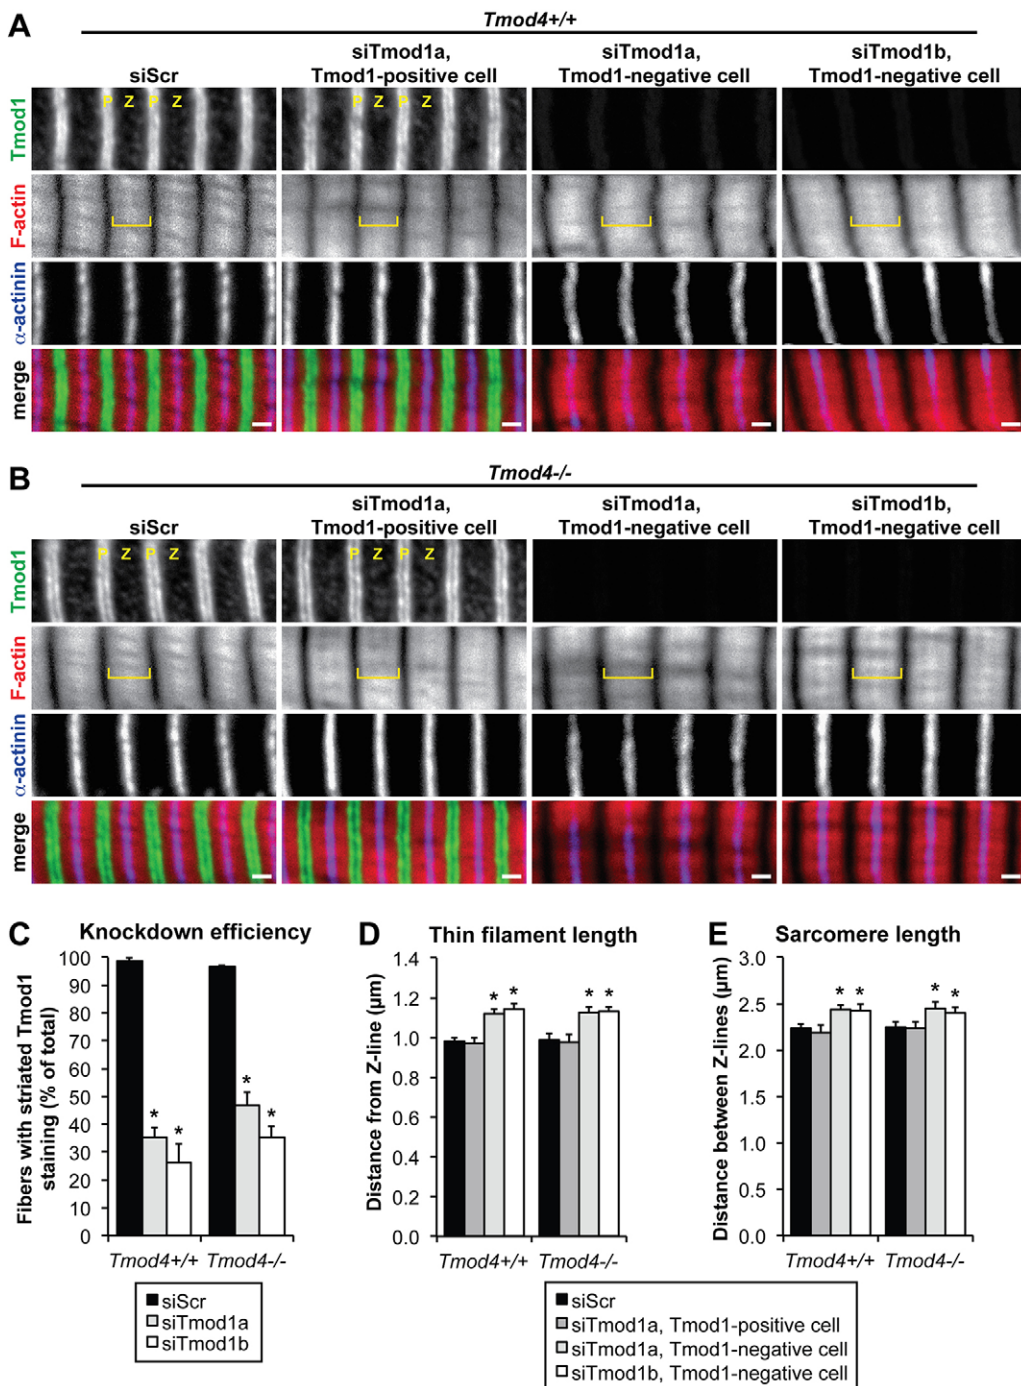 A
Tmod4+/+
siScr
siTmod1a,
Tmod1-positive cell
siTmod1a,
Tmod1-negative cell
siTmod1b,
Tmod1-negative cell
Tmod1
P Z P Z
P Z P Z
F-actin
α-actinin
merge
B
Tmod4-/-
siScr
siTmod1a,
Tmod1-positive cell
siTmod1a,
Tmod1-negative cell
siTmod1b,
Tmod1-negative cell
Tmod1
P Z P Z
P Z P Z
F-actin
α-actinin
merge
C
Knockdown efficiency
Fibers with striated Tmod1
staining (% of total)
100
90
80
70
60
50
40
30
20
10
0
* * * *
Tmod4+/+ Tmod4-/-
siScr
siTmod1a
siTmod1b
D
Thin filament length
Distance from Z-line (µm)
1.4
1.2
1.0
0.8
0.6
0.4
0.2
0.0
* * * *
Tmod4+/+ Tmod4-/-
E
Sarcomere length
Distance between Z-lines (µm)
3.0
2.5
2.0
1.5
1.0
0.5
0.0
* * * *
Tmod4+/+ Tmod4-/-
siScr
siTmod1a, Tmod1-positive cell
siTmod1a, Tmod1-negative cell
siTmod1b, Tmod1-negative cell